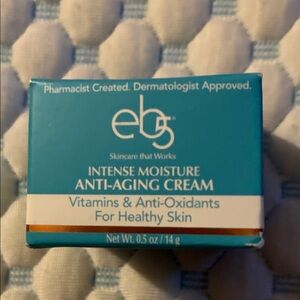 Pharmacist Created. Dermatologist Approved.
eb5
Skincare that Works
INTENSE MOISTURE
ANTI-AGING CREAM
Vitamins & Anti-Oxidants
For Healthy Skin
Net Wt. 0.5 oz / 14 g